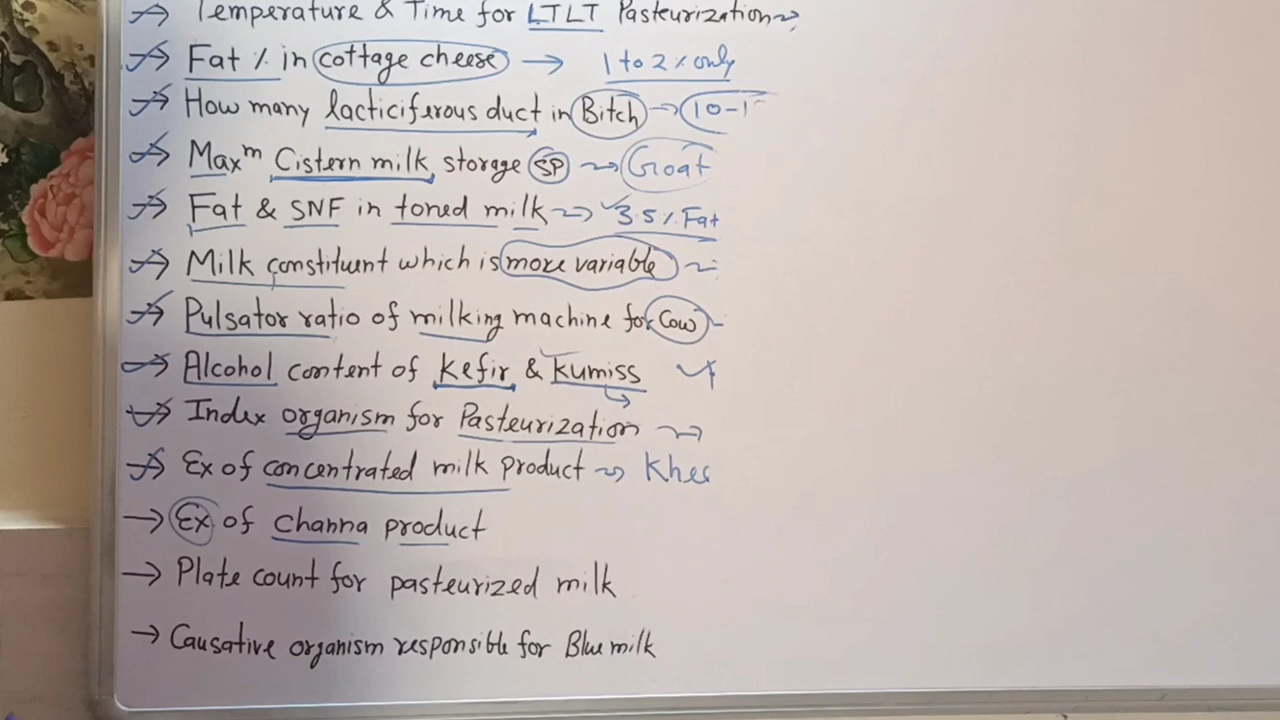 → Temperature & Time for LTLT Pasteurization
→ Fat % in cottage cheese → 1 to 2 % only
→ How many lacticiferous duct in Bitch → 10-1
→ Maxm Cistern milk storage SP → Goat
→ Fat & SNF in toned milk → 3.5 % Fat
→ Milk constituent which is more variable
→ Pulsator ratio of milking machine for Cow
→ Alcohol content of Kefir & Kumiss
→ Index organism for Pasteurization →
→ Ex of concentrated milk product →
→ Ex of channa product
→ Plate count for pasteurized milk
→ Causative organism responsible for Blue milk